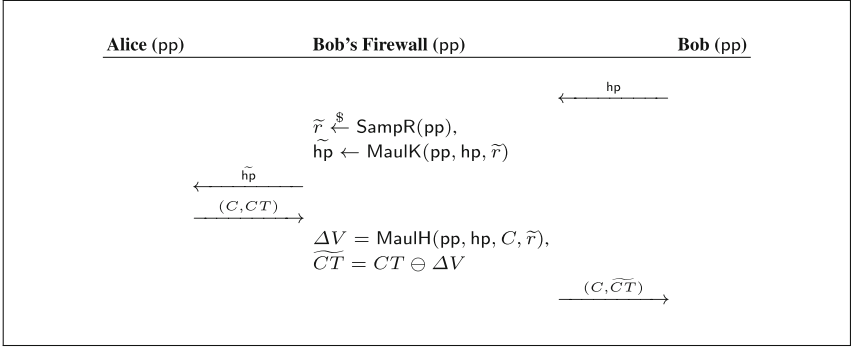 Alice (pp) Bob's Firewall (pp) Bob (pp)
hp
r̃ $← SampR(pp),
h̃p ← MaulK(pp, hp, r̃)
h̃p
(C, CT)
ΔV = MaulH(pp, hp, C, r̃),
C̃T̃ = CT ⊖ ΔV
(C, C̃T̃)